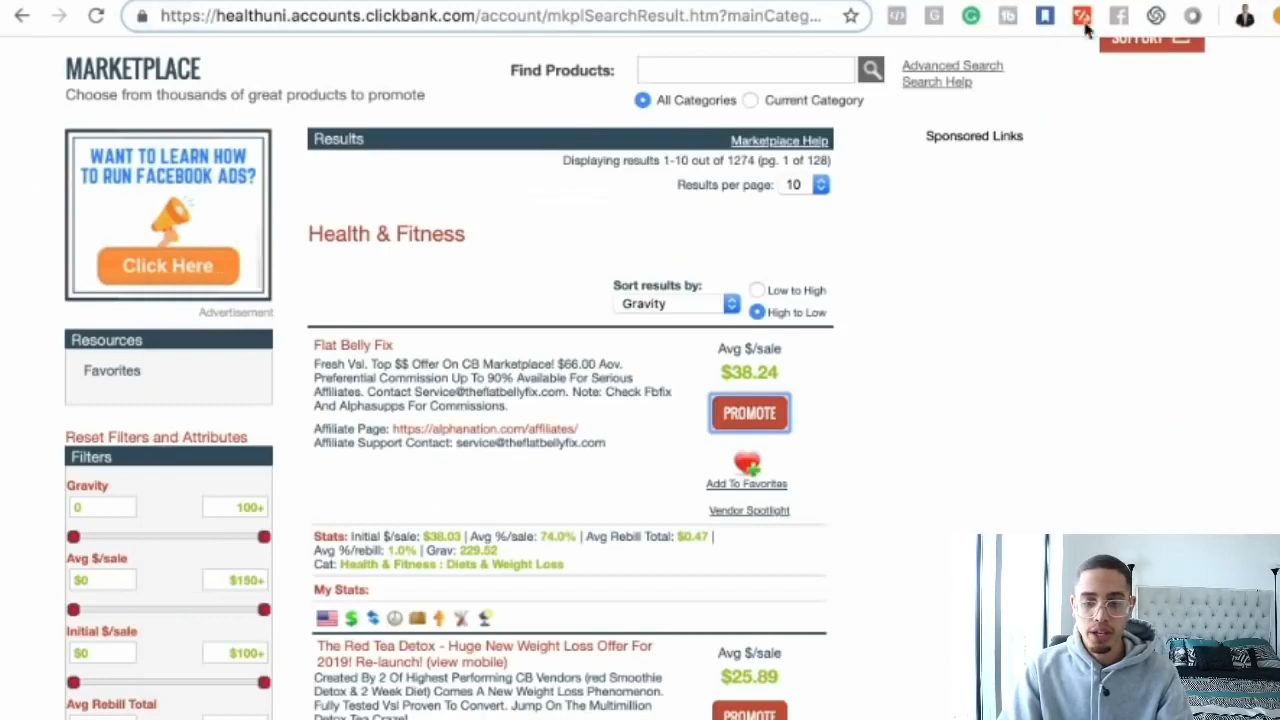 https://healthuni.accounts.clickbank.com/account/mkplSearchResult.htm?mainCateg...
SUPPORT
MARKETPLACE
Choose from thousands of great products to promote
Find Products:
All Categories
Current Category
Advanced Search
Search Help
WANT TO LEARN HOW
TO RUN FACEBOOK ADS?
Click Here
Advertisement
Resources
Favorites
Reset Filters and Attributes
Filters
Gravity
0 100+
Avg $/sale
$0 $150+
Initial $/sale
$0 $100+
Avg Rebill Total
Results Marketplace Help
Displaying results 1-10 out of 1274 (pg. 1 of 128)
Results per page: 10
Health & Fitness
Sort results by:
Gravity
Low to High
High to Low
Flat Belly Fix
Fresh Vsl. Top $$ Offer On CB Marketplace! $66.00 Aov.
Preferential Commission Up To 90% Available For Serious
Affiliates. Contact Service@theflatbellyfix.com. Note: Check Fbfix
And Alphasupps For Commissions.
Affiliate Page: https://alphanation.com/affiliates/
Affiliate Support Contact: service@theflatbellyfix.com
Avg $/sale
$38.24
PROMOTE
Add To Favorites
Vendor Spotlight
Stats: Initial $/sale: $38.03 | Avg %/sale: 74.0% | Avg Rebill Total: $0.47 |
Avg %/rebill: 1.0% | Grav: 229.52
Cat: Health & Fitness : Diets & Weight Loss
My Stats:
The Red Tea Detox - Huge New Weight Loss Offer For
2019! Re-launch! (view mobile)
Created By 2 Of Highest Performing CB Vendors (red Smoothie
Detox & 2 Week Diet) Comes A New Weight Loss Phenomenon.
Fully Tested Vsl Proven To Convert. Jump On The Multimillion
Detox Tea Craze!
Avg $/sale
$25.89
PROMOTE
Sponsored Links